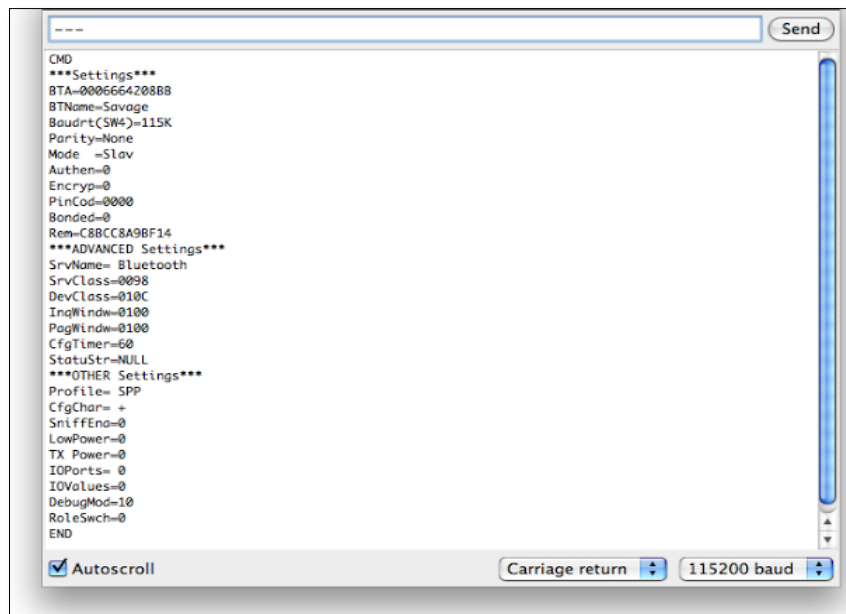 ---
Send
CMD
***Settings***
BTA=0006664208BB
BTName=Savage
Baudrt(SW4)=115K
Parity=None
Mode  =Slav
Authen=0
Encryp=0
PinCod=0000
Bonded=0
Rem=C8BCC8A9BF14
***ADVANCED Settings***
SrvName= Bluetooth
SrvClass=0098
DevClass=010C
InqWindw=0100
PagWindw=0100
CfgTimer=60
StatuStr=NULL
***OTHER Settings***
Profile= SPP
CfgChar= +
SniffEna=0
LowPower=0
TX Power=0
IOPorts= 0
IOValues=0
DebugMod=10
RoleSwch=0
END
Autoscroll
Carriage return
115200 baud